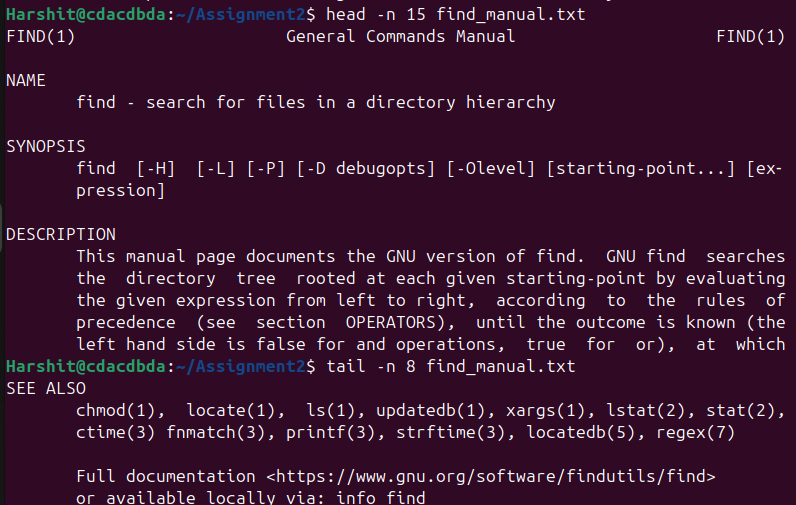 Harshit@cdacdbda:~/Assignment2$ head -n 15 find_manual.txt
FIND(1) General Commands Manual FIND(1)
NAME
find - search for files in a directory hierarchy
SYNOPSIS
find [-H] [-L] [-P] [-D debugopts] [-Olevel] [starting-point...] [ex-
pression]
DESCRIPTION
This manual page documents the GNU version of find. GNU find searches
the directory tree rooted at each given starting-point by evaluating
the given expression from left to right, according to the rules of
precedence (see section OPERATORS), until the outcome is known (the
left hand side is false for and operations, true for or), at which
Harshit@cdacdbda:~/Assignment2$ tail -n 8 find_manual.txt
SEE ALSO
chmod(1), locate(1), ls(1), updatedb(1), xargs(1), lstat(2), stat(2),
ctime(3) fnmatch(3), printf(3), strftime(3), locatedb(5), regex(7)
Full documentation <https://www.gnu.org/software/findutils/find>
or available locally via: info find